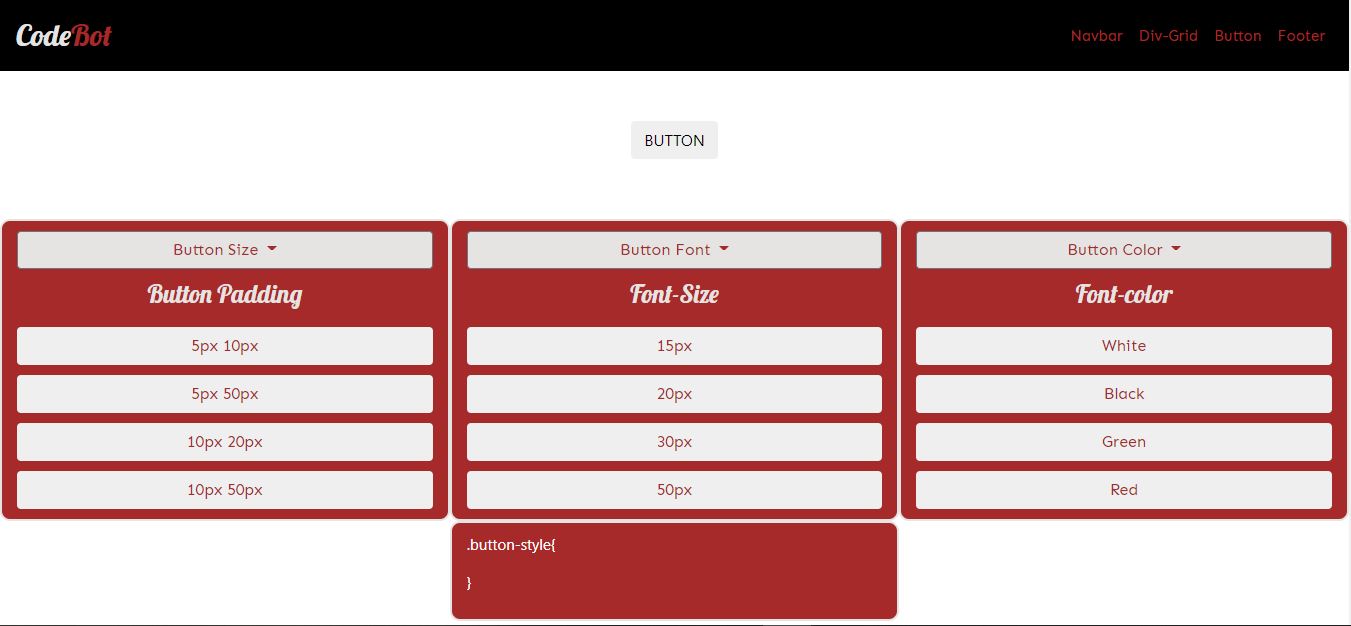 CodeBot
Navbar Div-Grid Button Footer
BUTTON
Button Size
Button Padding
5px 10px
5px 50px
10px 20px
10px 50px
Button Font
Font-Size
15px
20px
30px
50px
Button Color
Font-color
White
Black
Green
Red
.button-style{
}